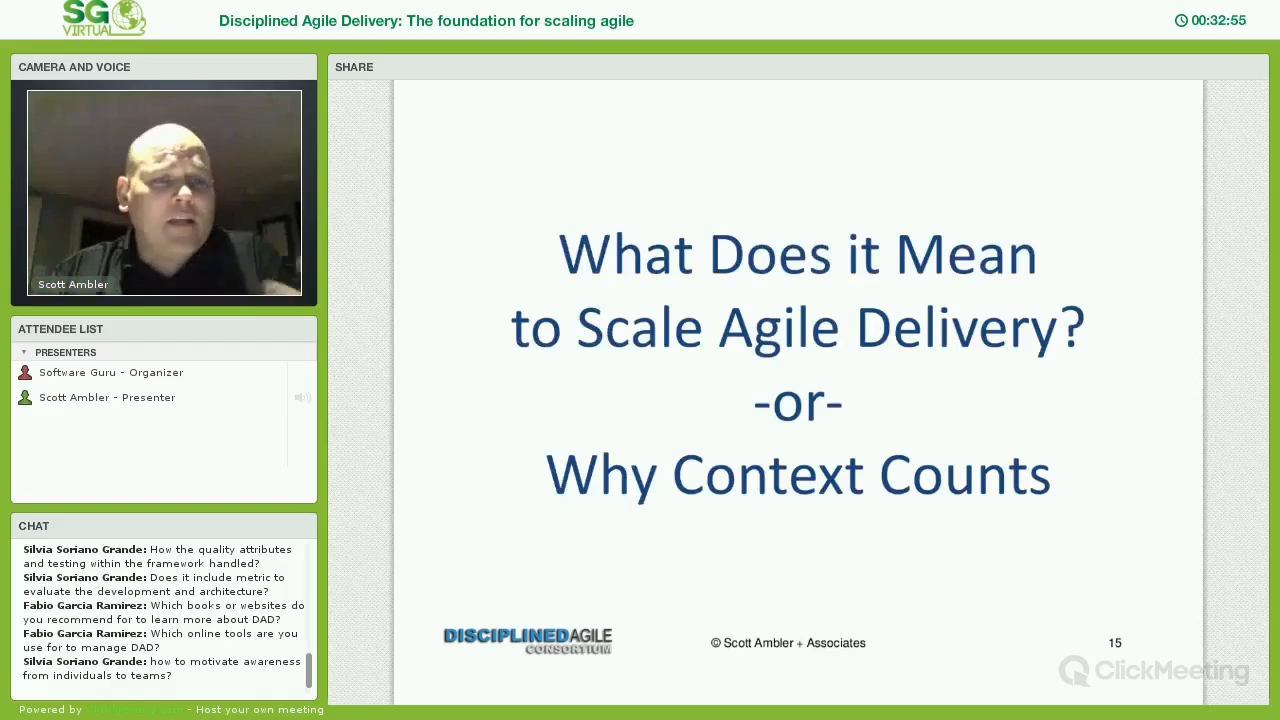 SG
VIRTUAL
Disciplined Agile Delivery: The foundation for scaling agile
00:32:55
CAMERA AND VOICE
Scott Ambler
ATTENDEE LIST
PRESENTERS
Software Guru - Organizer
Scott Ambler - Presenter
CHAT
Silvia Soriano Grande: How the quality attributes
and testing within the framework handled?
Silvia Soriano Grande: Does it include metric to
evaluate the development and architecture?
Fabio Garcia Ramirez: Which books or websites do
you recommend for to learn more about DAD?
Fabio Garcia Ramirez: Which online tools are you
use for to manage DAD?
Silvia Soriano Grande: how to motivate awareness
from individuals to teams?
Powered by - Host your own meeting
SHARE
What Does it Mean
to Scale Agile Delivery?
-or-
Why Context Counts
DISCIPLINED AGILE
CONSORTIUM
© Scott Ambler + Associates
15
ClickMeeting